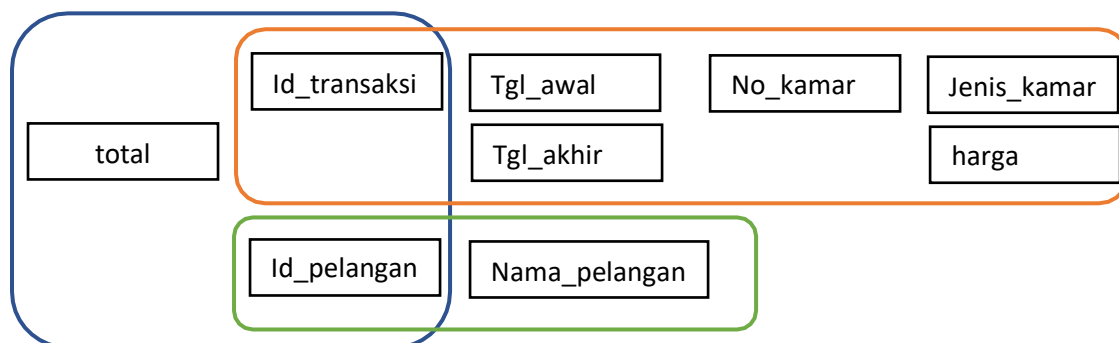 Id_transaksi
Tgl_awal
No_kamar
Jenis_kamar
total
Tgl_akhir
harga
Id_pelangan
Nama_pelangan